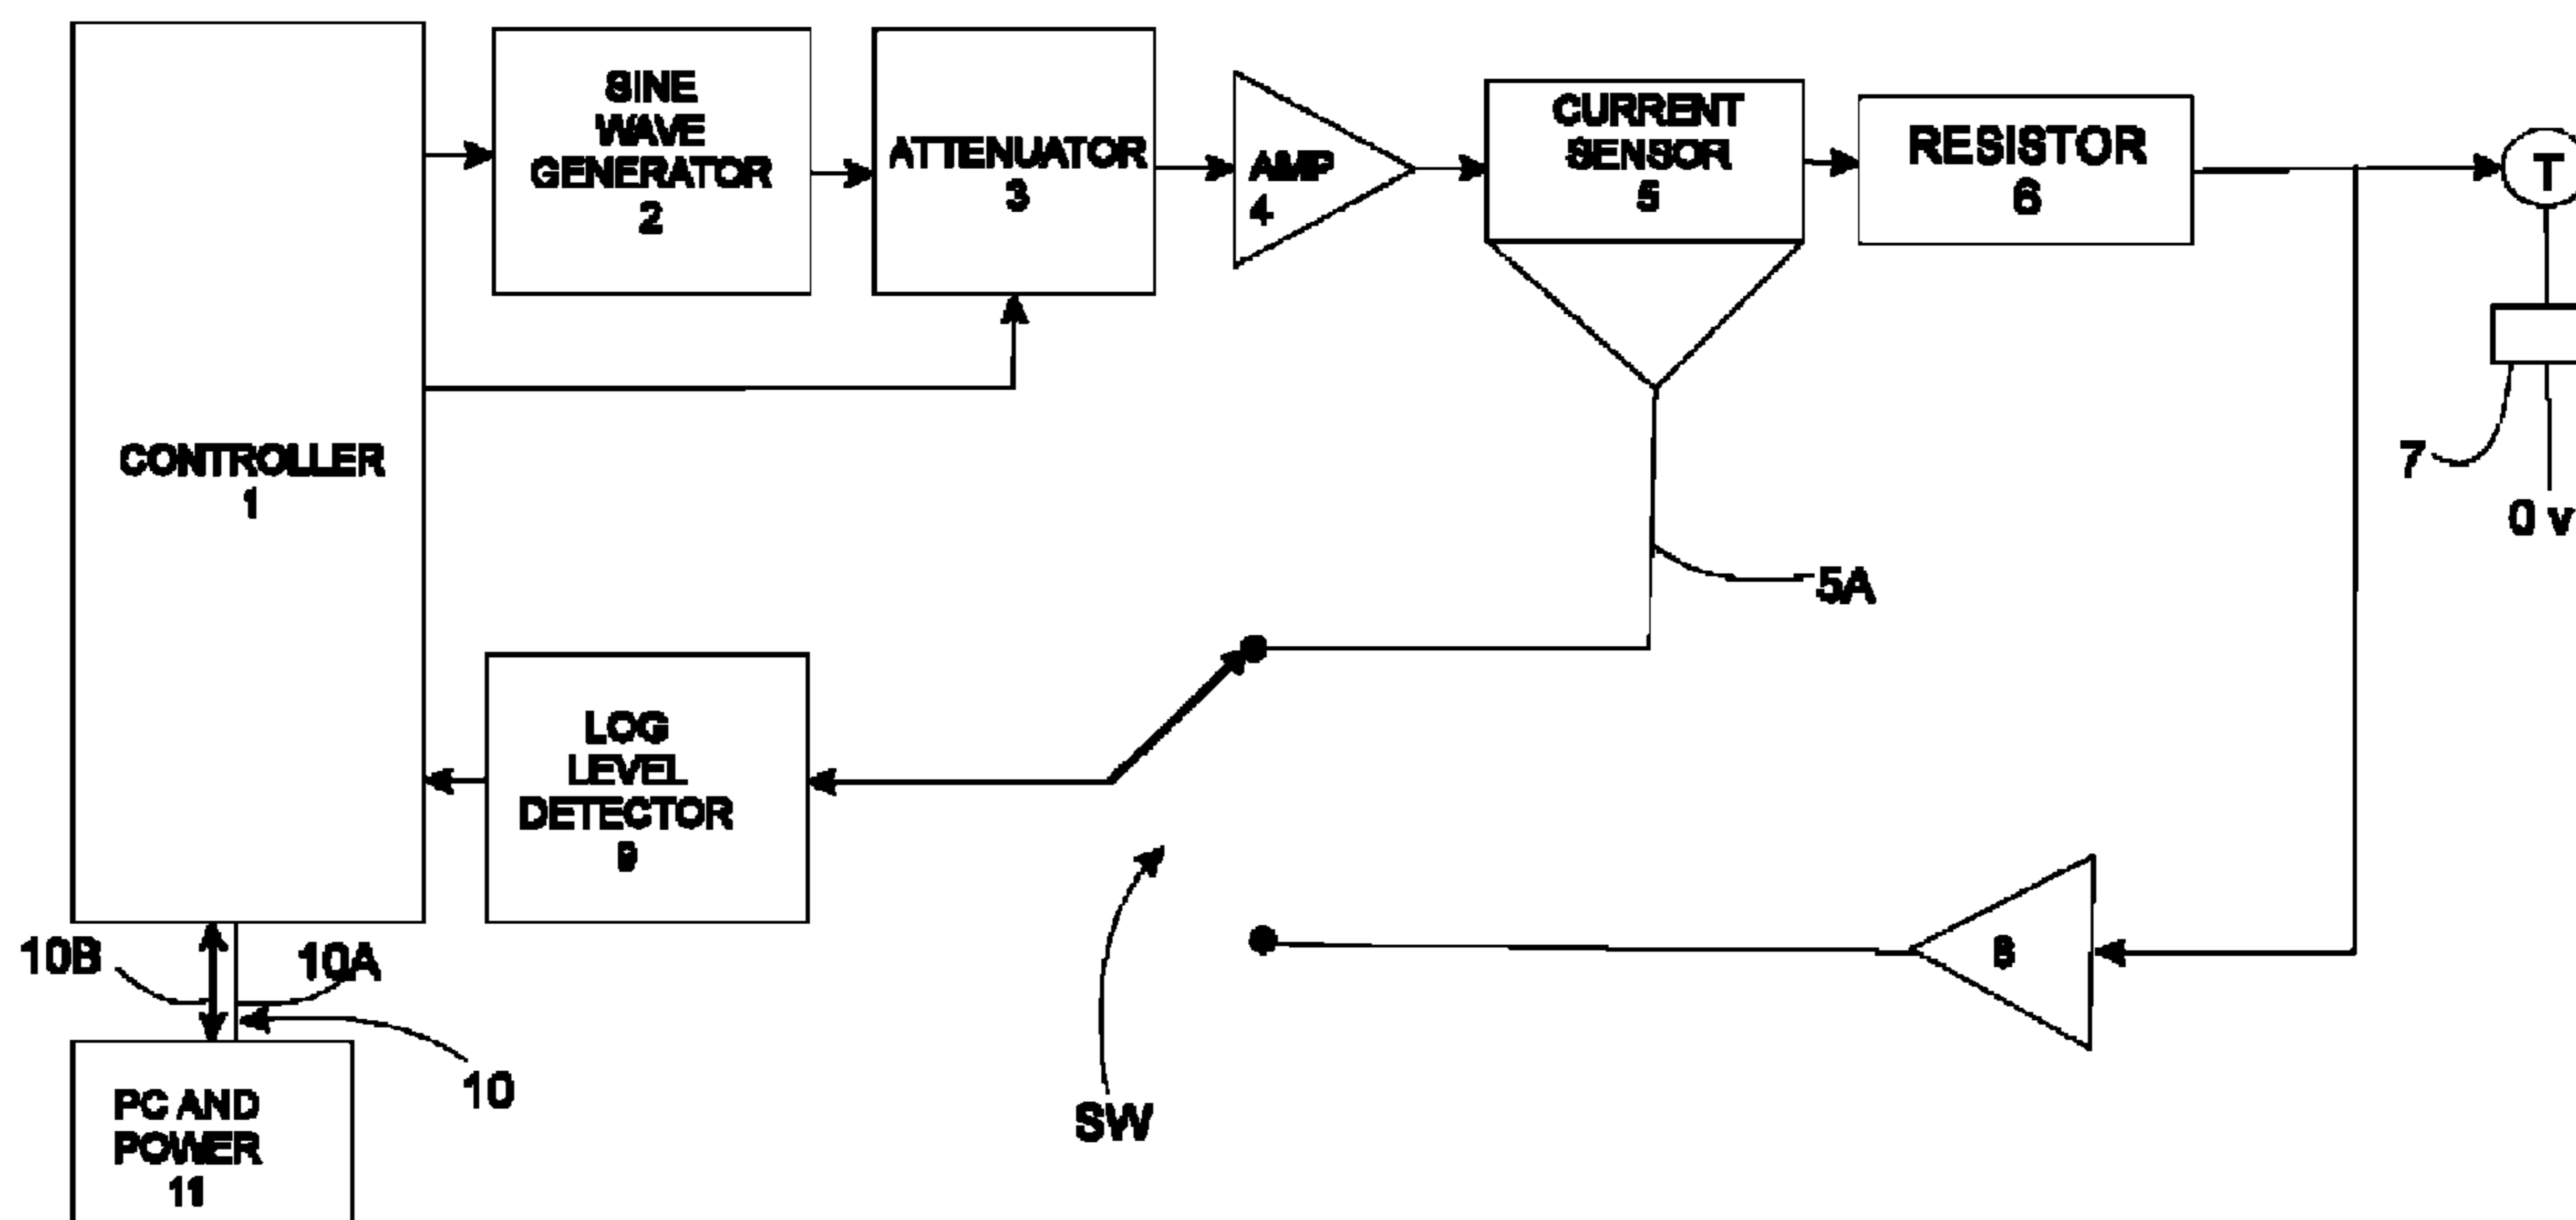 SINE
WAVE
GENERATOR
2
ATTENUATOR
3
AMP
4
CURRENT
SENSOR
5
RESISTOR
6
T
CONTROLLER
1
7
0 v
5A
LOG
LEVEL
DETECTOR
9
8
10B
10A
10
SW
PC AND
POWER
11